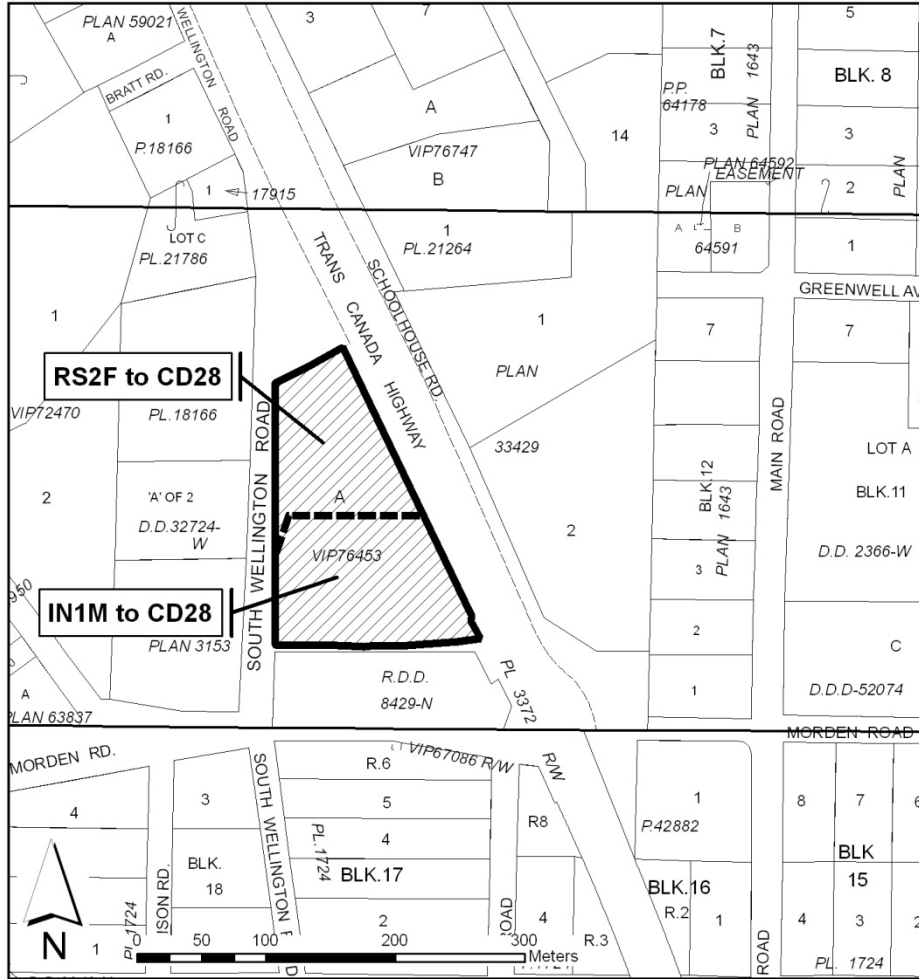 PLAN 59021
A
BRATT RD.
1
P.18166
WELLINGTON ROAD
3
7
A
VIP76747
B
14
P.P.
64178
BLK.7
PLAN 1643
3
PLAN 64592
EASEMENT
PLAN
5
BLK. 8
3
2
PLAN
1
17915
LOT C
PL.21786
1
TRANS CANADA HIGHWAY
SCHOOLHOUSE RD.
1
PL.21264
A
B
64591
1
GREENWELL AV
1
PLAN
33429
7
7
RS2F to CD28
VIP72470
PL.18166
SOUTH WELLINGTON ROAD
2
'A' OF 2
D.D.32724-
W
A
VIP76453
IN1M to CD28
PLAN 3153
2
BLK.12
PLAN 1643
3
2
1
MAIN ROAD
LOT A
BLK.11
D.D. 2366-W
C
D.D.D-52074
950
A
PLAN 63837
R.D.D.
8429-N
PL 3372
MORDEN ROAD
MORDEN RD.
4
3
BLK.
18
SOUTH WELLINGTON R
VIP67086 R/W
R.6
5
4
PL.1724
BLK.17
2
R/W
R8
4
R.3
1
P.42882
BLK.16
R.2
1
8
7
6
BLK
15
4
3
2
PL. 1724
ISON RD.
PL.1724
1
ROAD
ROAD
N
0 50 100 200 300
Meters